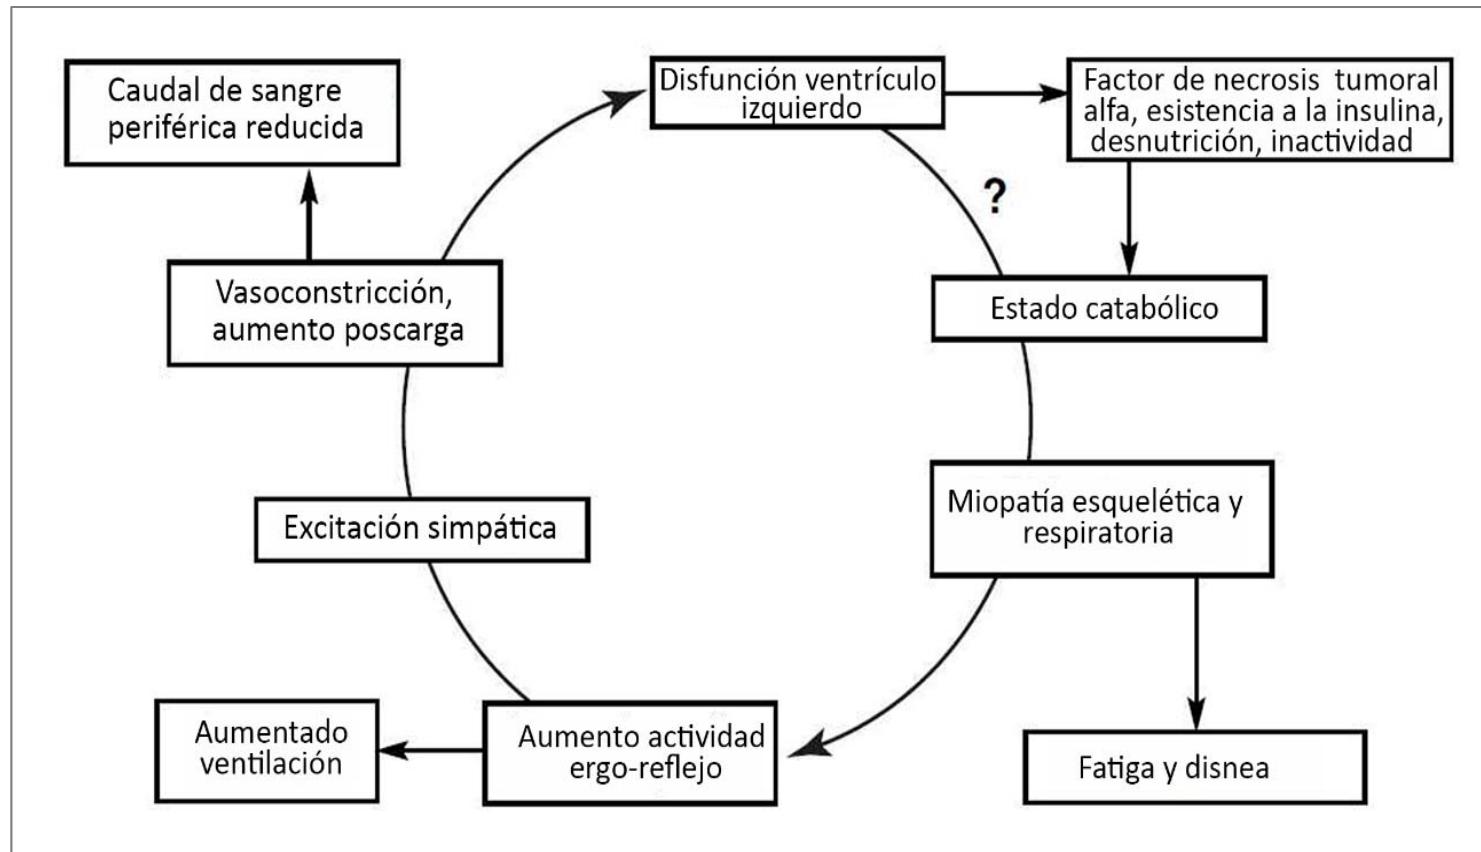 Caudal de sangre
periférica reducida
Disfunción ventrículo
izquierdo
Factor de necrosis tumoral
alfa, esistencia a la insulina,
desnutrición, inactividad
?
Vasoconstricción,
aumento poscarga
Estado catabólico
Excitación simpática
Miopatía esquelética y
respiratoria
Aumentado
ventilación
Aumento actividad
ergo-reflejo
Fatiga y disnea